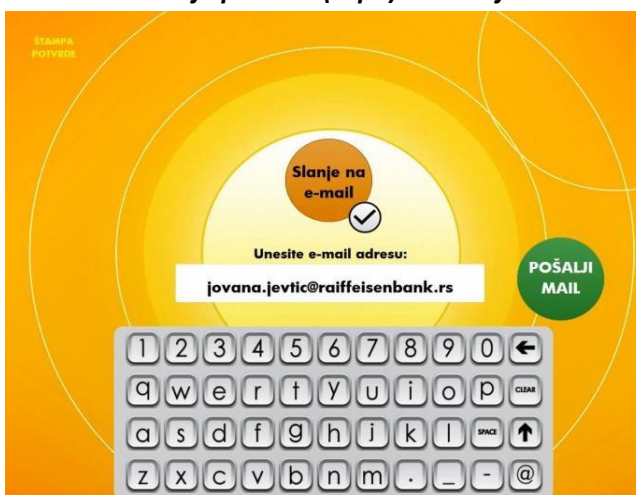 ŠTAMPA
POTVRDE
Slanje na
e-mail
Unesite e-mail adresu:
jovana.jevtic@raiffeisenbank.rs
POŠALJI
MAIL
1 2 3 4 5 6 7 8 9 0 ←
q w e r t y u i o p CLEAR
a s d f g h j k l SPACE ↑
z x c v b n m . _ - @